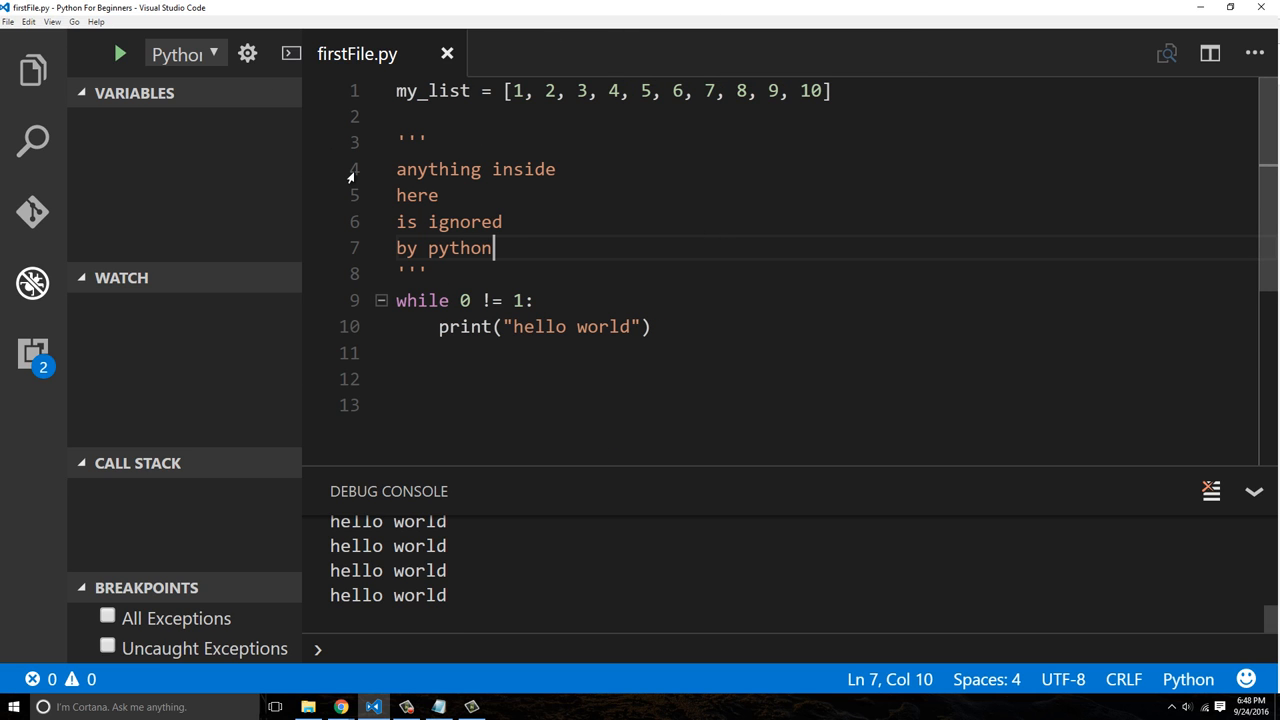 firstFile.py - Python For Beginners - Visual Studio Code
File Edit View Go Help
VARIABLES
WATCH
CALL STACK
BREAKPOINTS
All Exceptions
Uncaught Exceptions
2
firstFile.py
1 my_list = [1, 2, 3, 4, 5, 6, 7, 8, 9, 10]
2
3 '''
4 anything inside
5 here
6 is ignored
7 by python
8 '''
9 while 0 != 1:
10 print("hello world")
11
12
13
DEBUG CONSOLE
hello world
hello world
hello world
hello world
0 0 Ln 7, Col 10 Spaces: 4 UTF-8 CRLF Python
I'm Cortana. Ask me anything.
6:48 PM
9/24/2016